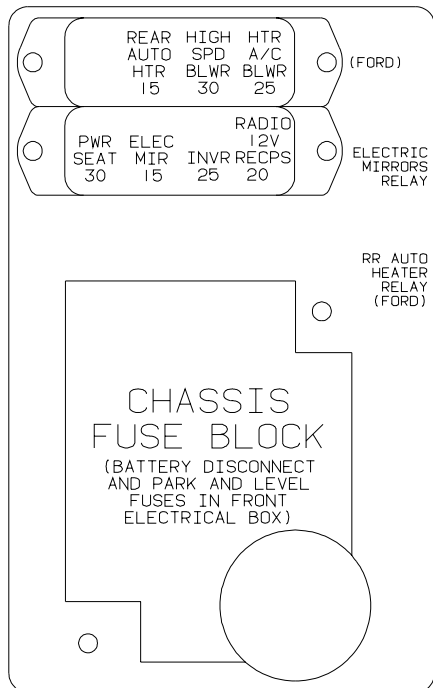 REAR HIGH HTR
AUTO SPD A/C
HTR BLWR BLWR
15 30 25
(FORD)
RADIO
PWR ELEC 12V
SEAT MIR INVR RECPS
30 15 25 20
ELECTRIC
MIRRORS
RELAY
RR AUTO
HEATER
RELAY
(FORD)
CHASSIS
FUSE BLOCK
(BATTERY DISCONNECT
AND PARK AND LEVEL
FUSES IN FRONT
ELECTRICAL BOX)